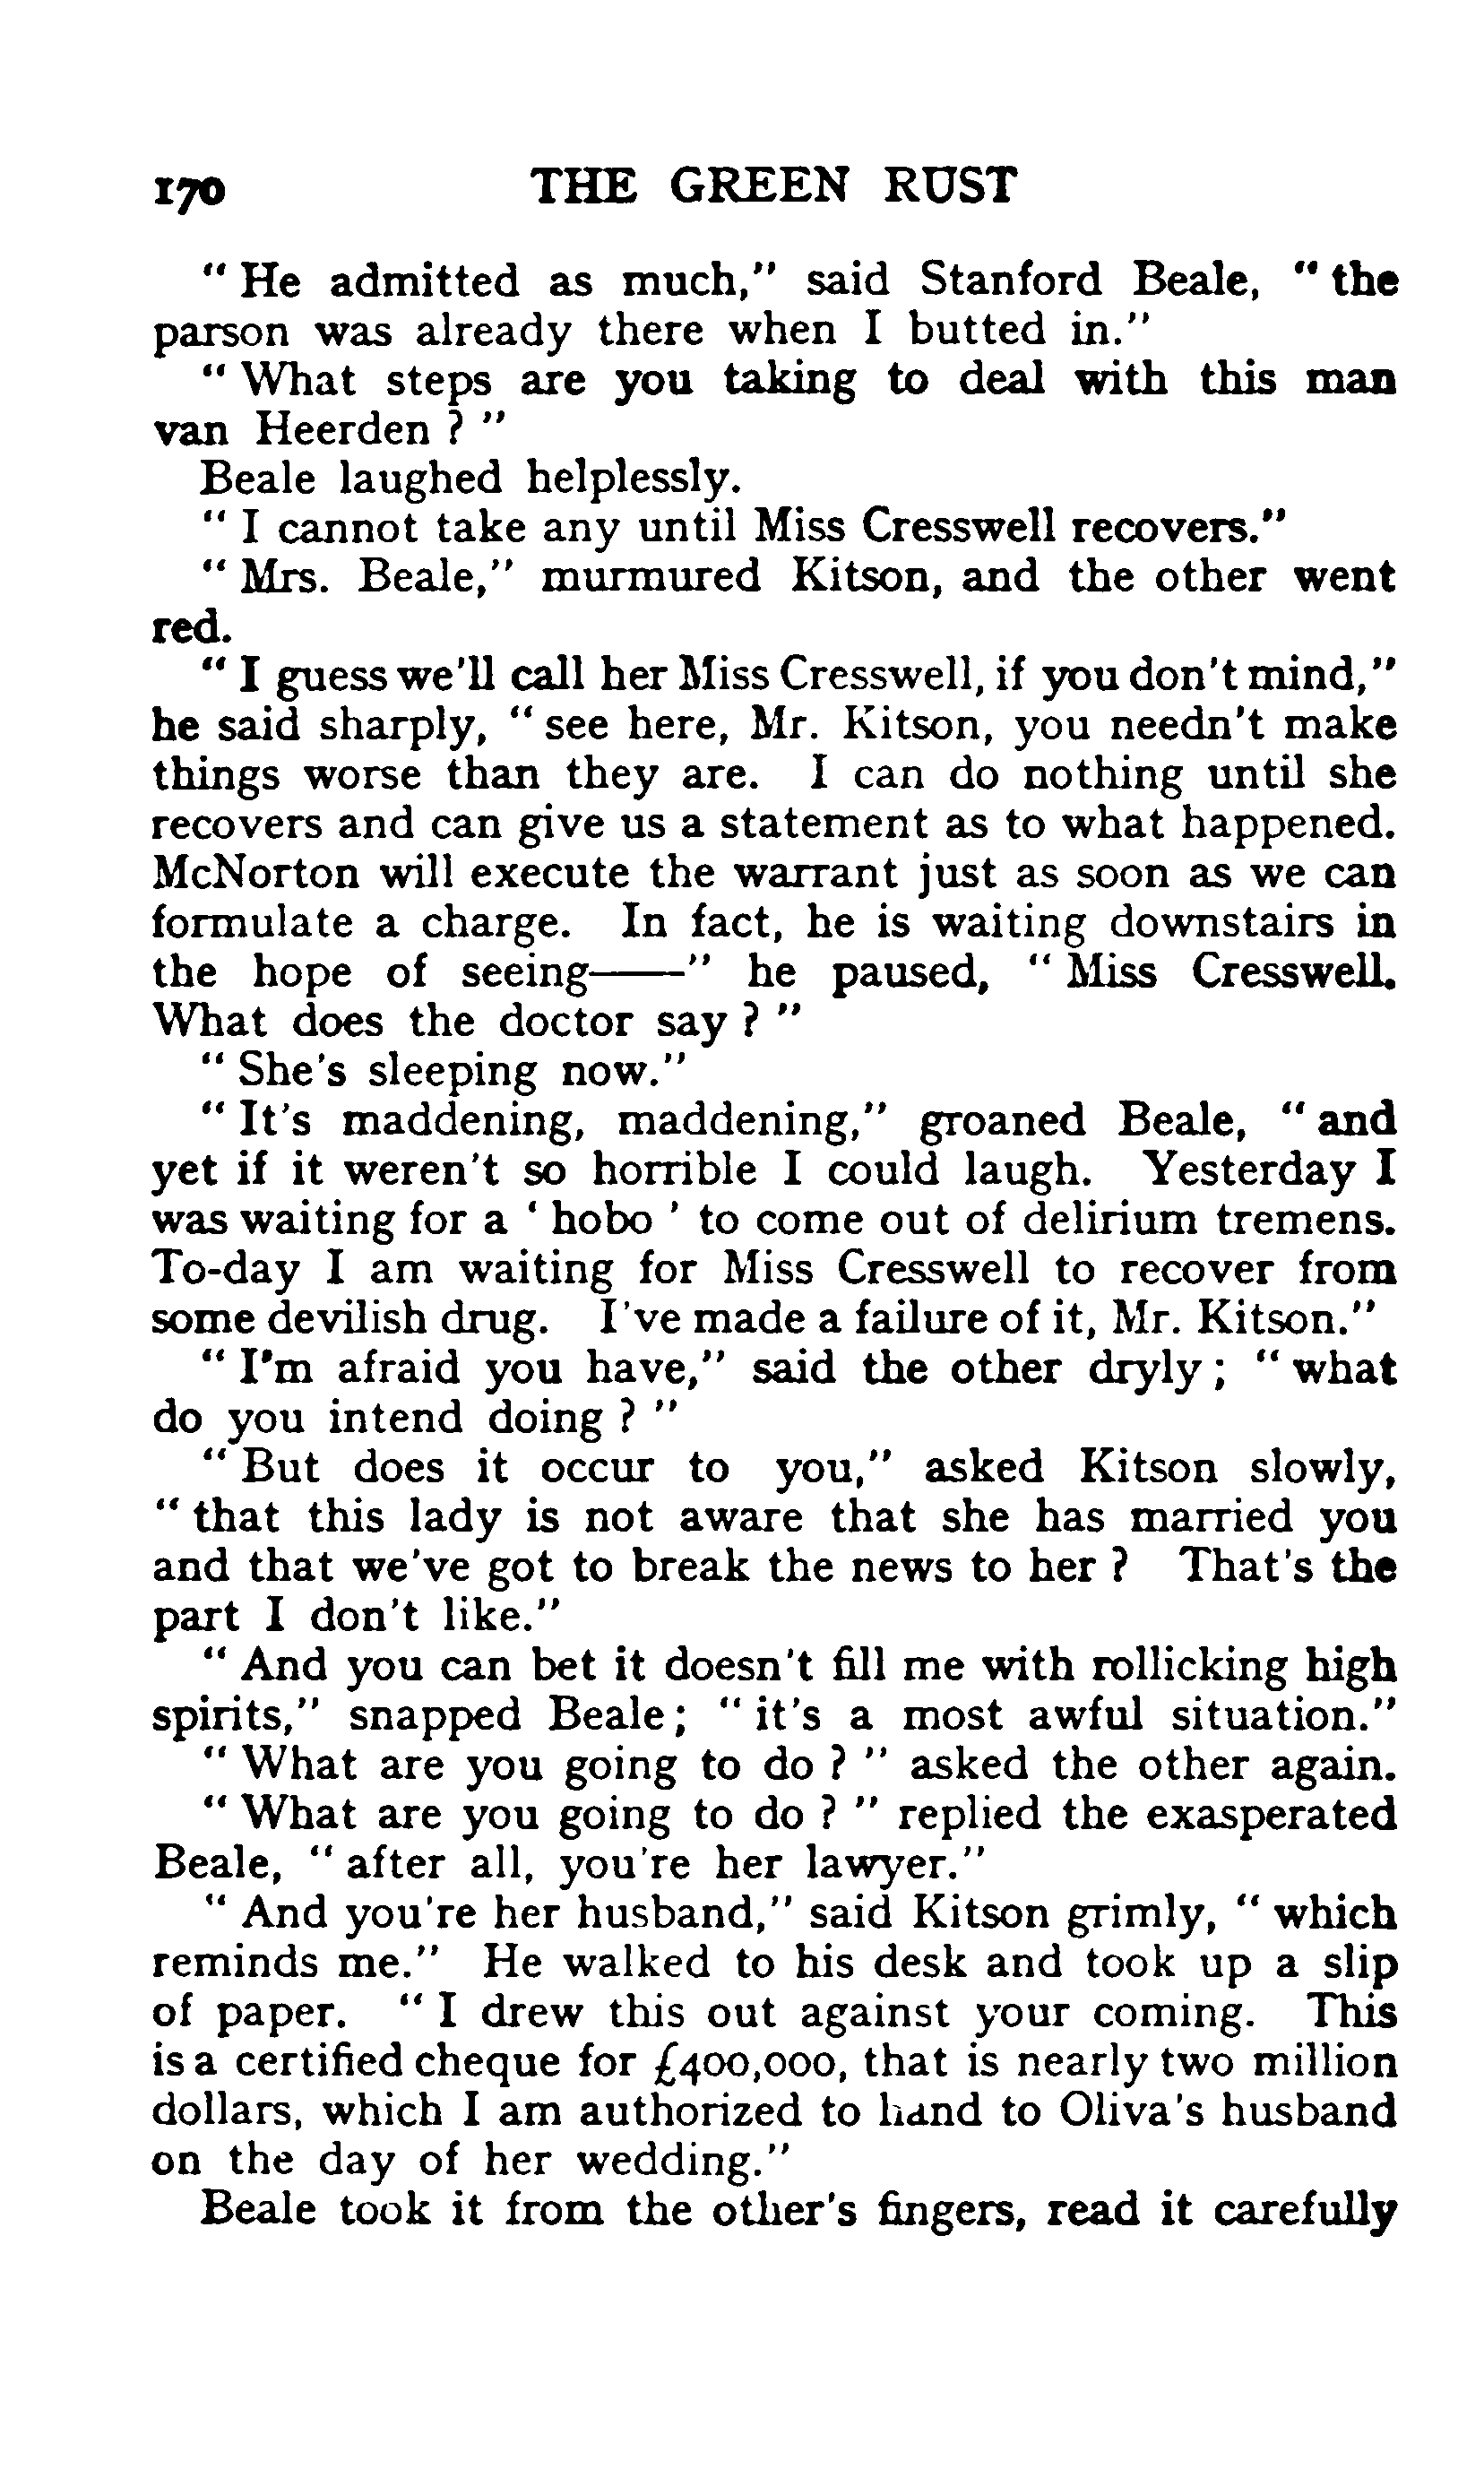 170 THE GREEN RUST
" He admitted as much," said Stanford Beale, " the
parson was already there when I butted in."
" What steps are you taking to deal with this man
van Heerden ? "
Beale laughed helplessly.
" I cannot take any until Miss Cresswell recovers."
" Mrs. Beale," murmured Kitson, and the other went
red.
" I guess we'll call her Miss Cresswell, if you don't mind,"
he said sharply, " see here, Mr. Kitson, you needn't make
things worse than they are. I can do nothing until she
recovers and can give us a statement as to what happened.
McNorton will execute the warrant just as soon as we can
formulate a charge. In fact, he is waiting downstairs in
the hope of seeing——" he paused, " Miss Cresswell.
What does the doctor say ? "
" She's sleeping now."
" It's maddening, maddening," groaned Beale, " and
yet if it weren't so horrible I could laugh. Yesterday I
was waiting for a ' hobo ' to come out of delirium tremens.
To-day I am waiting for Miss Cresswell to recover from
some devilish drug. I've made a failure of it, Mr. Kitson."
" I'm afraid you have," said the other dryly ; " what
do you intend doing ? "
" But does it occur to you," asked Kitson slowly,
" that this lady is not aware that she has married you
and that we've got to break the news to her ? That's the
part I don't like."
" And you can bet it doesn't fill me with rollicking high
spirits," snapped Beale ; " it's a most awful situation."
" What are you going to do ? " asked the other again.
" What are you going to do ? " replied the exasperated
Beale, " after all, you're her lawyer."
" And you're her husband," said Kitson grimly, " which
reminds me." He walked to his desk and took up a slip
of paper. " I drew this out against your coming. This
is a certified cheque for £400,000, that is nearly two million
dollars, which I am authorized to hand to Oliva's husband
on the day of her wedding."
Beale took it from the other's fingers, read it carefully